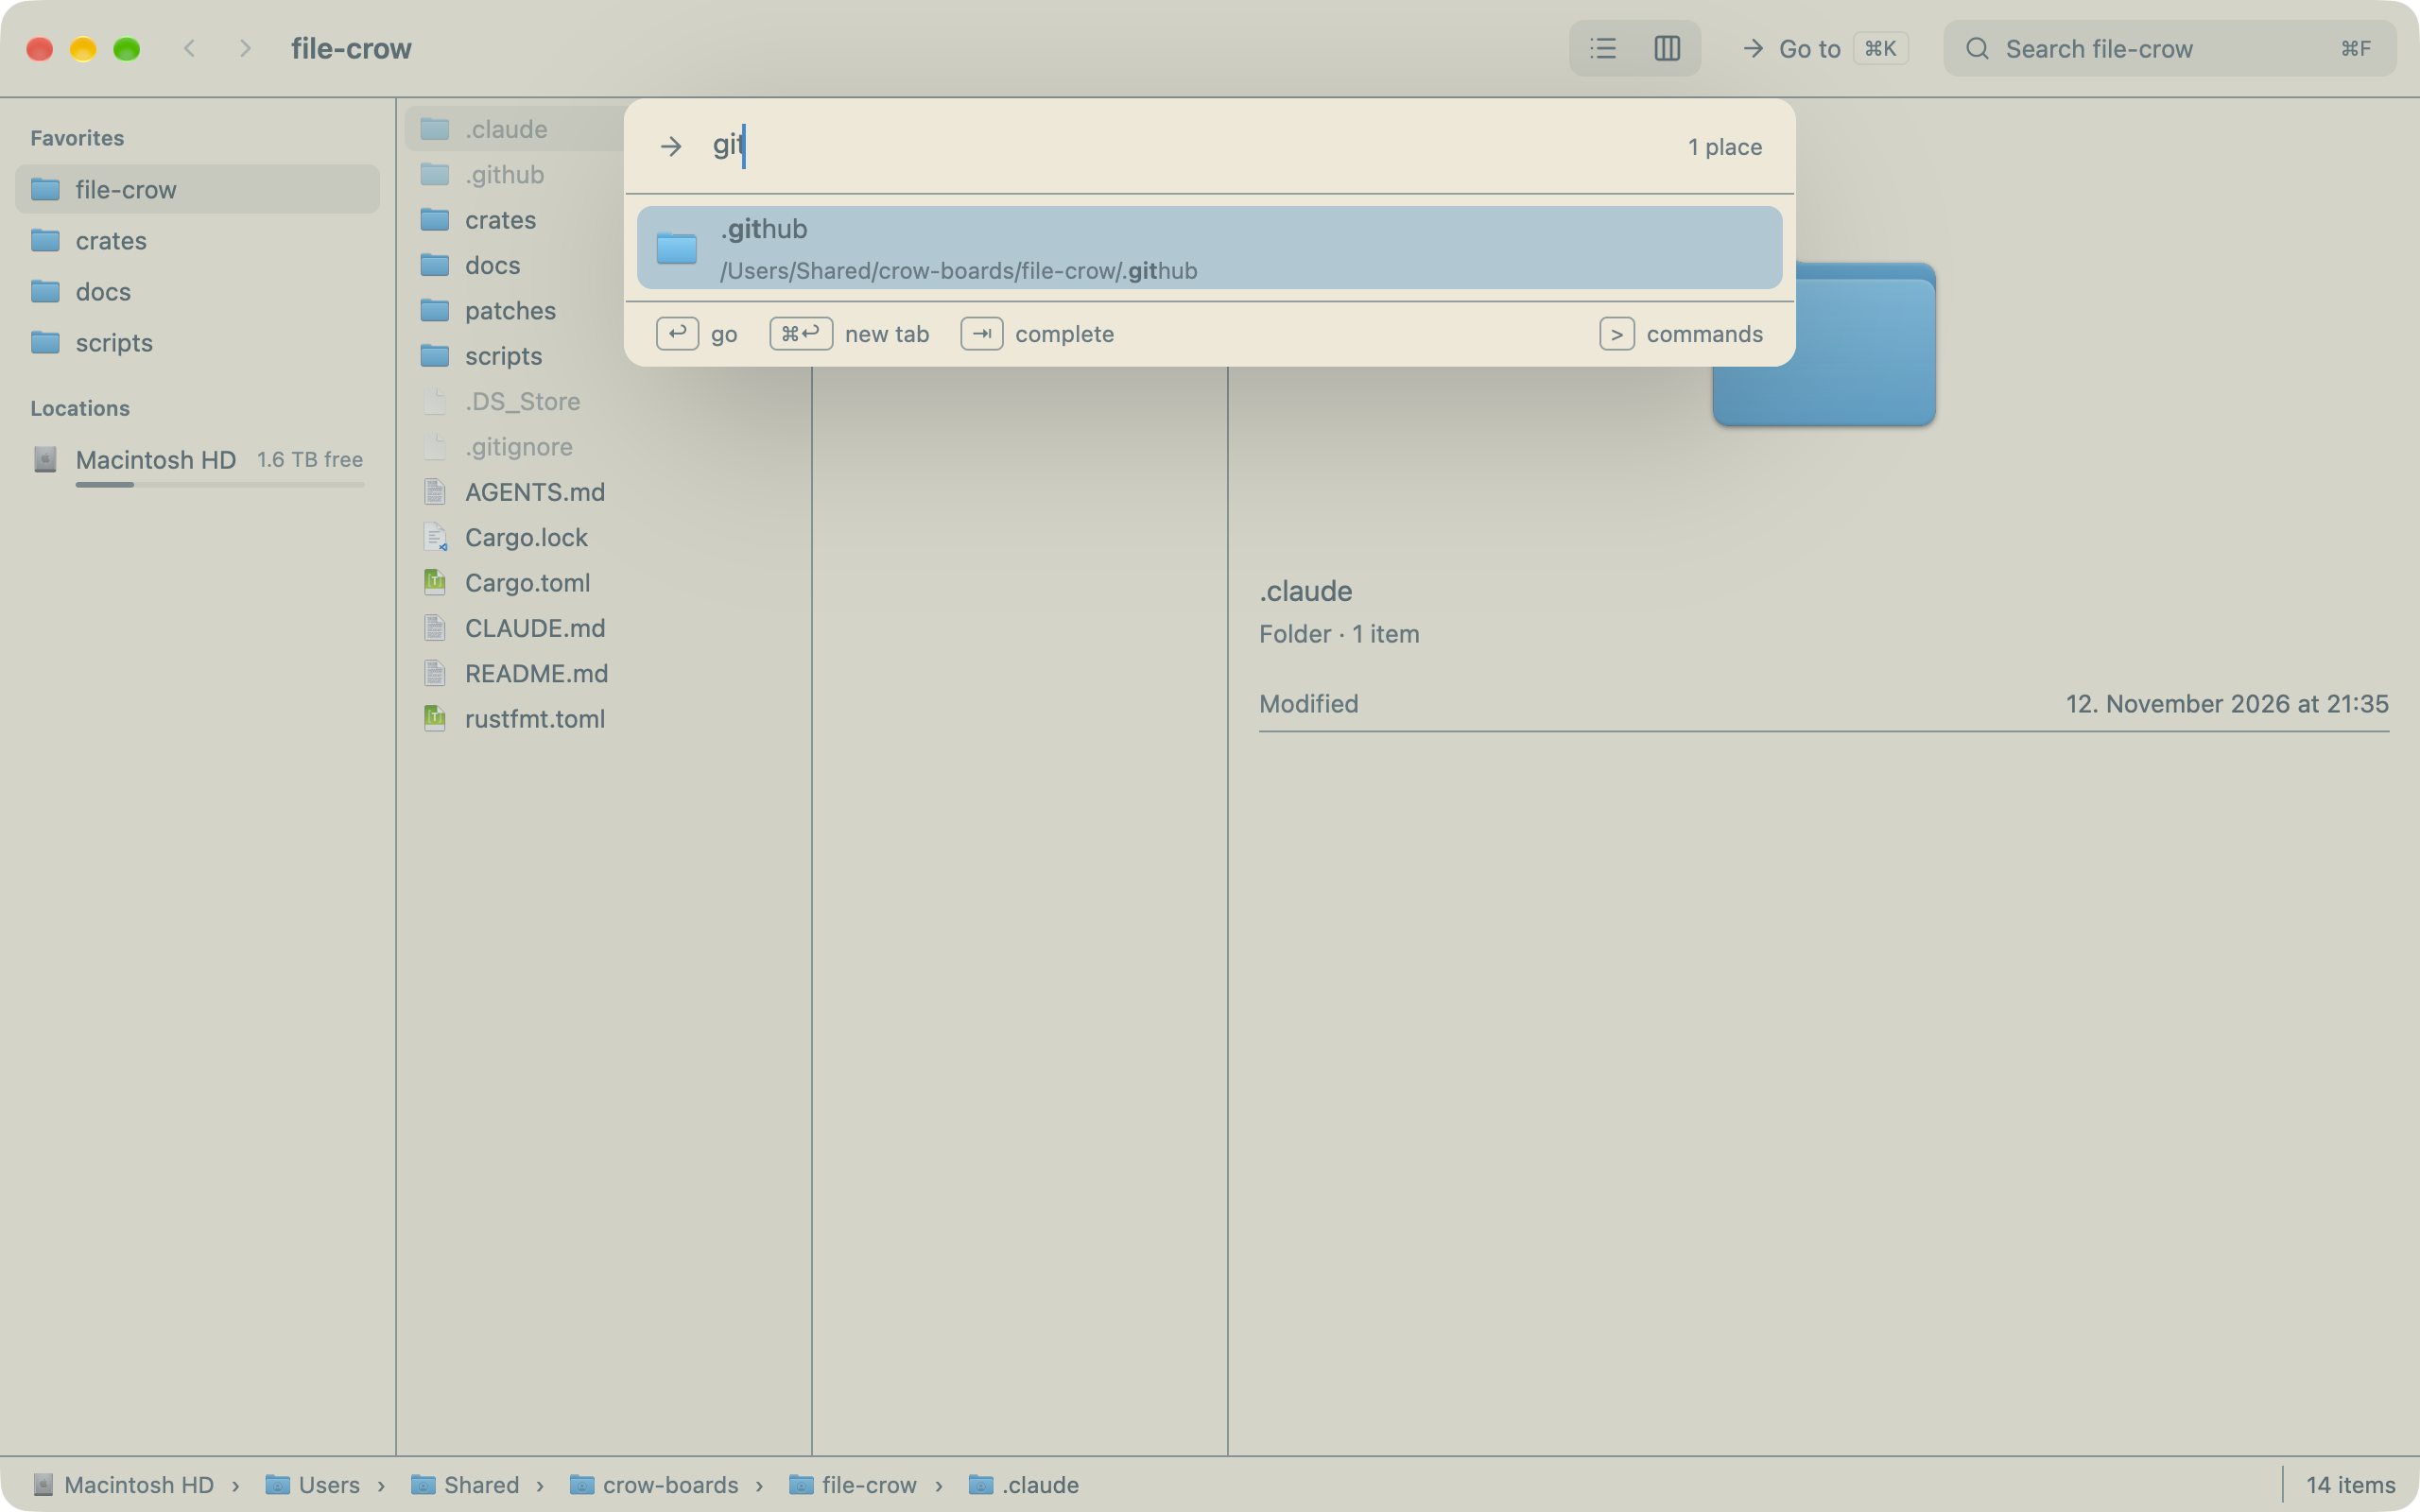 file-crow
Go to ⌘K
Search file-crow ⌘F
Favorites
file-crow
crates
docs
scripts
Locations
Macintosh HD 1.6 TB free
.claude
.github
crates
docs
patches
scripts
.DS_Store
.gitignore
AGENTS.md
Cargo.lock
Cargo.toml
CLAUDE.md
README.md
rustfmt.toml
git
1 place
.github
/Users/Shared/crow-boards/file-crow/.github
↩ go ⌘↩ new tab ⇥ complete > commands
.claude
Folder · 1 item
Modified 12. November 2026 at 21:35
Macintosh HD › Users › Shared › crow-boards › file-crow › .claude
14 items